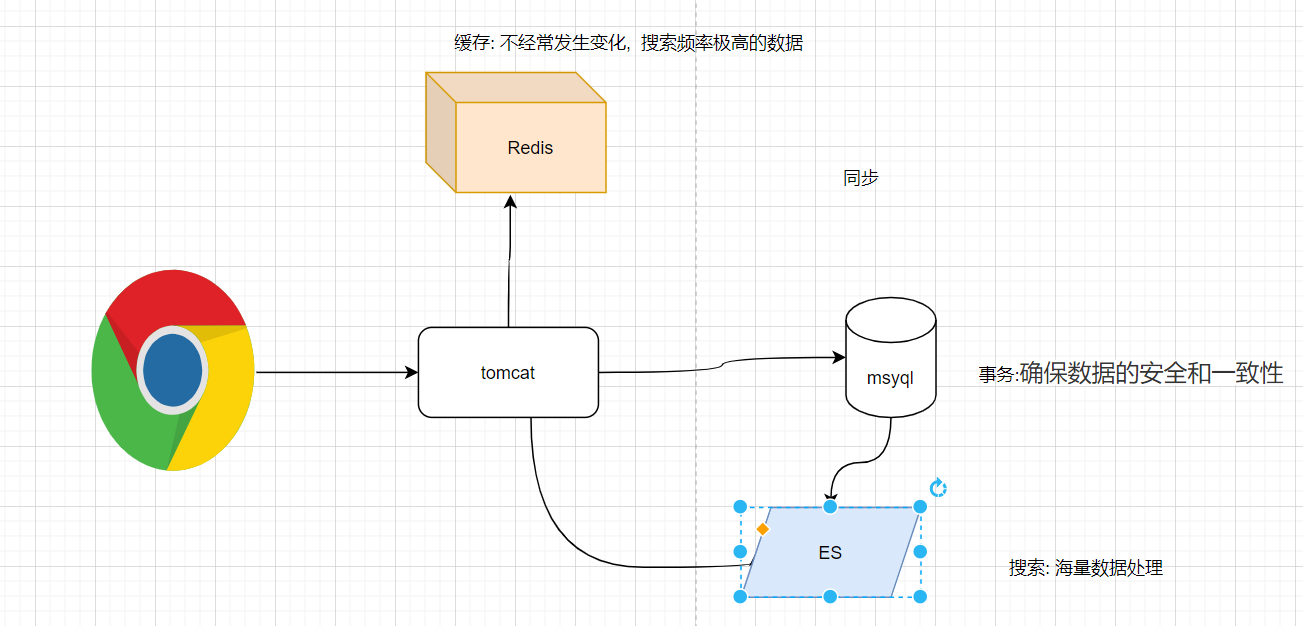 缓存: 不经常发生变化, 搜索频率极高的数据
Redis
同步
tomcat
msyql
事务:确保数据的安全和一致性
ES
搜索: 海量数据处理